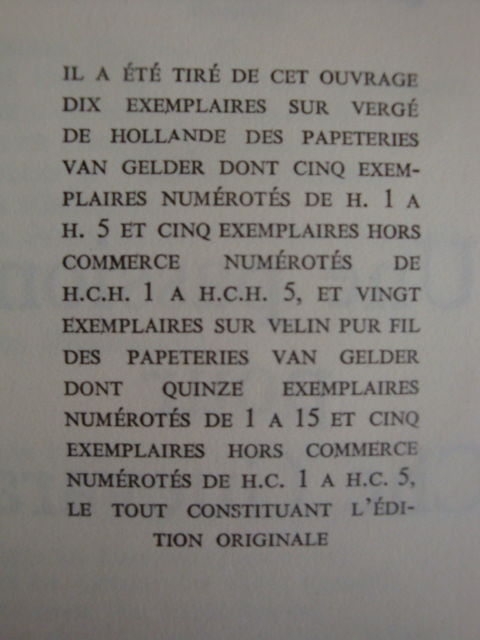 IL A ÉTÉ TIRÉ DE CET OUVRAGE
DIX EXEMPLAIRES SUR VERGÉ
DE HOLLANDE DES PAPETERIES
VAN GELDER DONT CINQ EXEM-
PLAIRES NUMÉROTÉS DE H. 1 A
H. 5 ET CINQ EXEMPLAIRES HORS
COMMERCE NUMÉROTÉS DE
H.C.H. 1 A H.C.H. 5, ET VINGT
EXEMPLAIRES SUR VELIN PUR FIL
DES PAPETERIES VAN GELDER
DONT QUINZE EXEMPLAIRES
NUMÉROTÉS DE 1 A 15 ET CINQ
EXEMPLAIRES HORS COMMERCE
NUMÉROTÉS DE H.C. 1 A H.C. 5,
LE TOUT CONSTITUANT L'ÉDI-
TION ORIGINALE